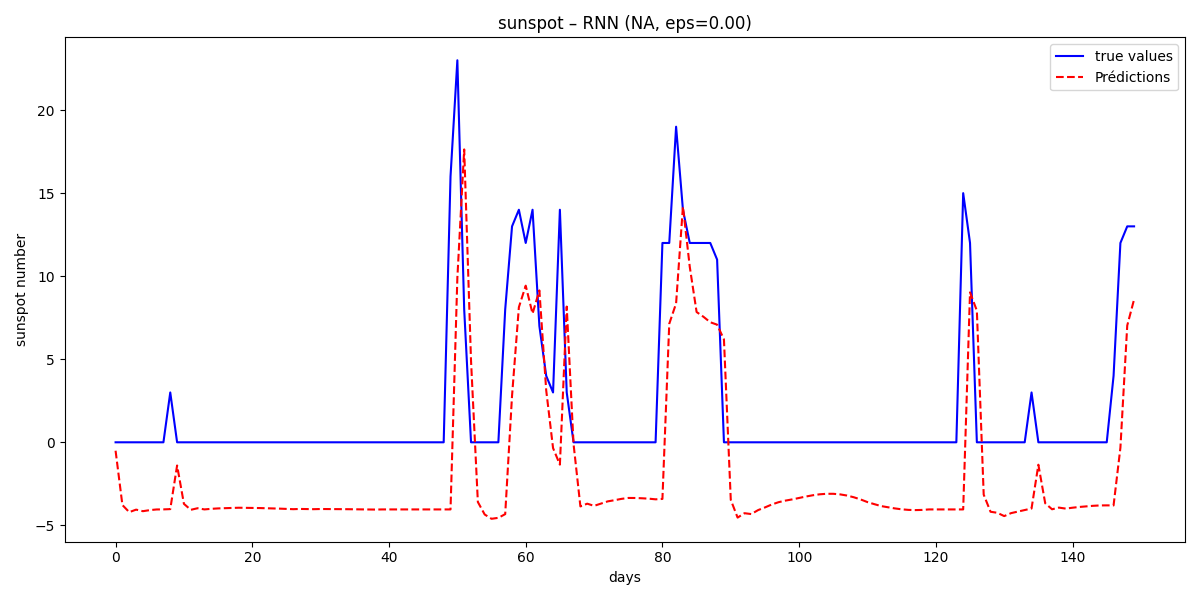 sunspot – RNN (NA, eps=0.00)
true values
Prédictions
sunspot number
20
15
10
5
0
−5
0 20 40 60 80 100 120 140
days